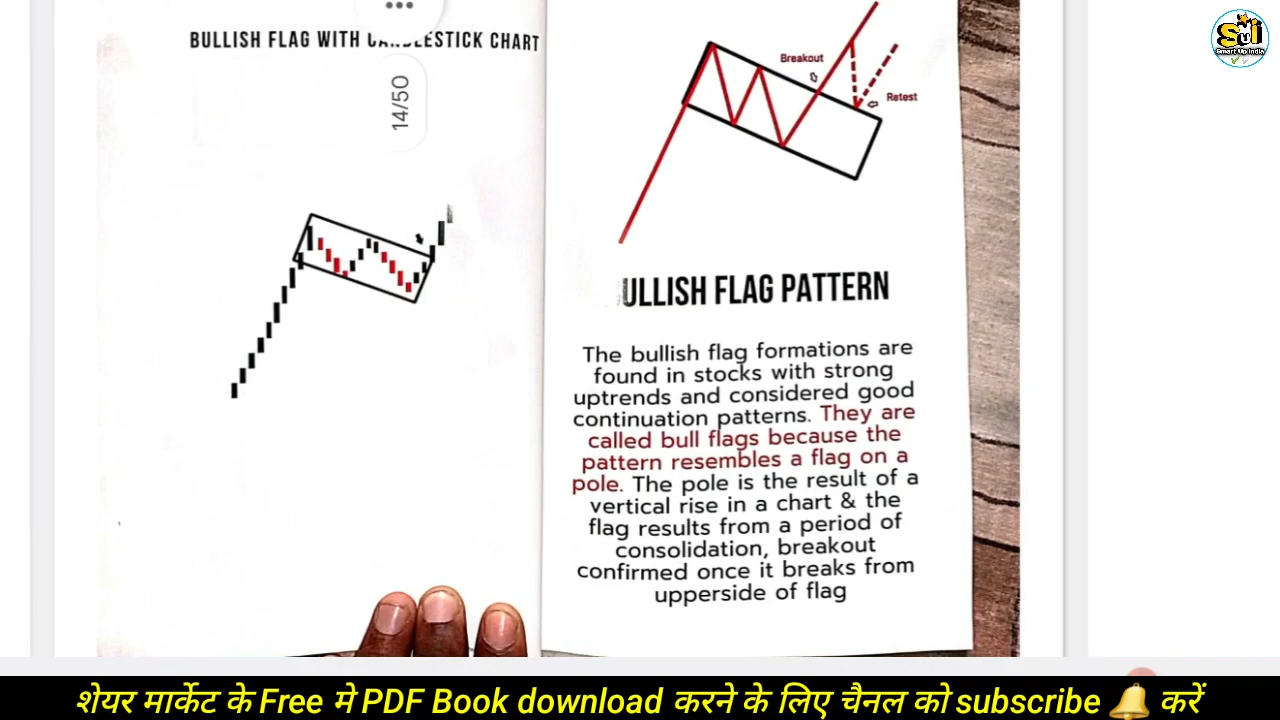 BULLISH FLAG WITH CANDLESTICK CHART
14/50
Breakout
Retest
ULLISH FLAG PATTERN
The bullish flag formations are
found in stocks with strong
uptrends and considered good
continuation patterns. They are
called bull flags because the
pattern resembles a flag on a
pole. The pole is the result of a
vertical rise in a chart & the
flag results from a period of
consolidation, breakout
confirmed once it breaks from
upperside of flag
SUI
Smart Up India
शेयर मार्केट के Free मे PDF Book download करने के लिए चैनल को subscribe 🔔 करें